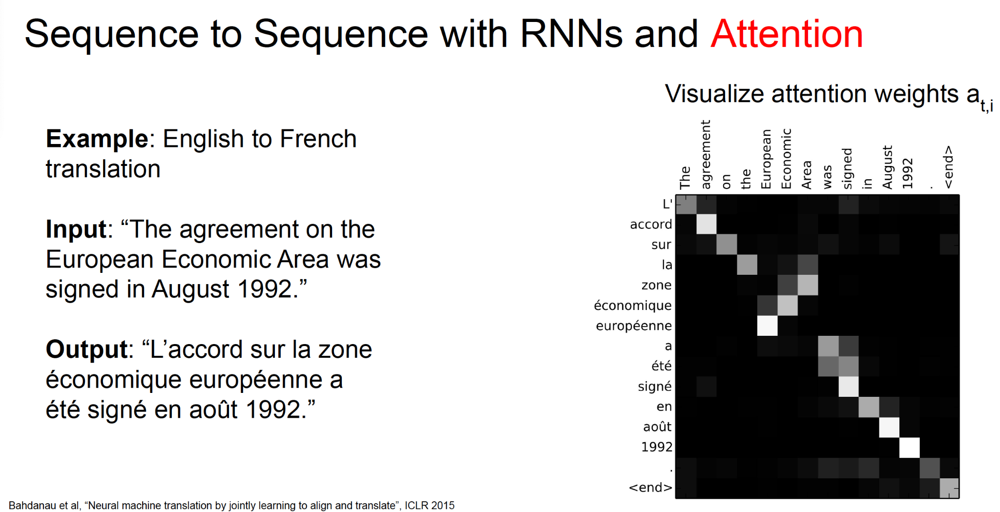 Sequence to Sequence with RNNs and Attention
Visualize attention weights a_t,i
Example: English to French
translation
Input: “The agreement on the
European Economic Area was
signed in August 1992.”
Output: “L’accord sur la zone
économique européenne a
été signé en août 1992.”
The
agreement
on
the
European
Economic
Area
was
signed
in
August
1992
.
<end>
L'
accord
sur
la
zone
économique
européenne
a
été
signé
en
août
1992
.
<end>
Bahdanau et al, “Neural machine translation by jointly learning to align and translate”, ICLR 2015